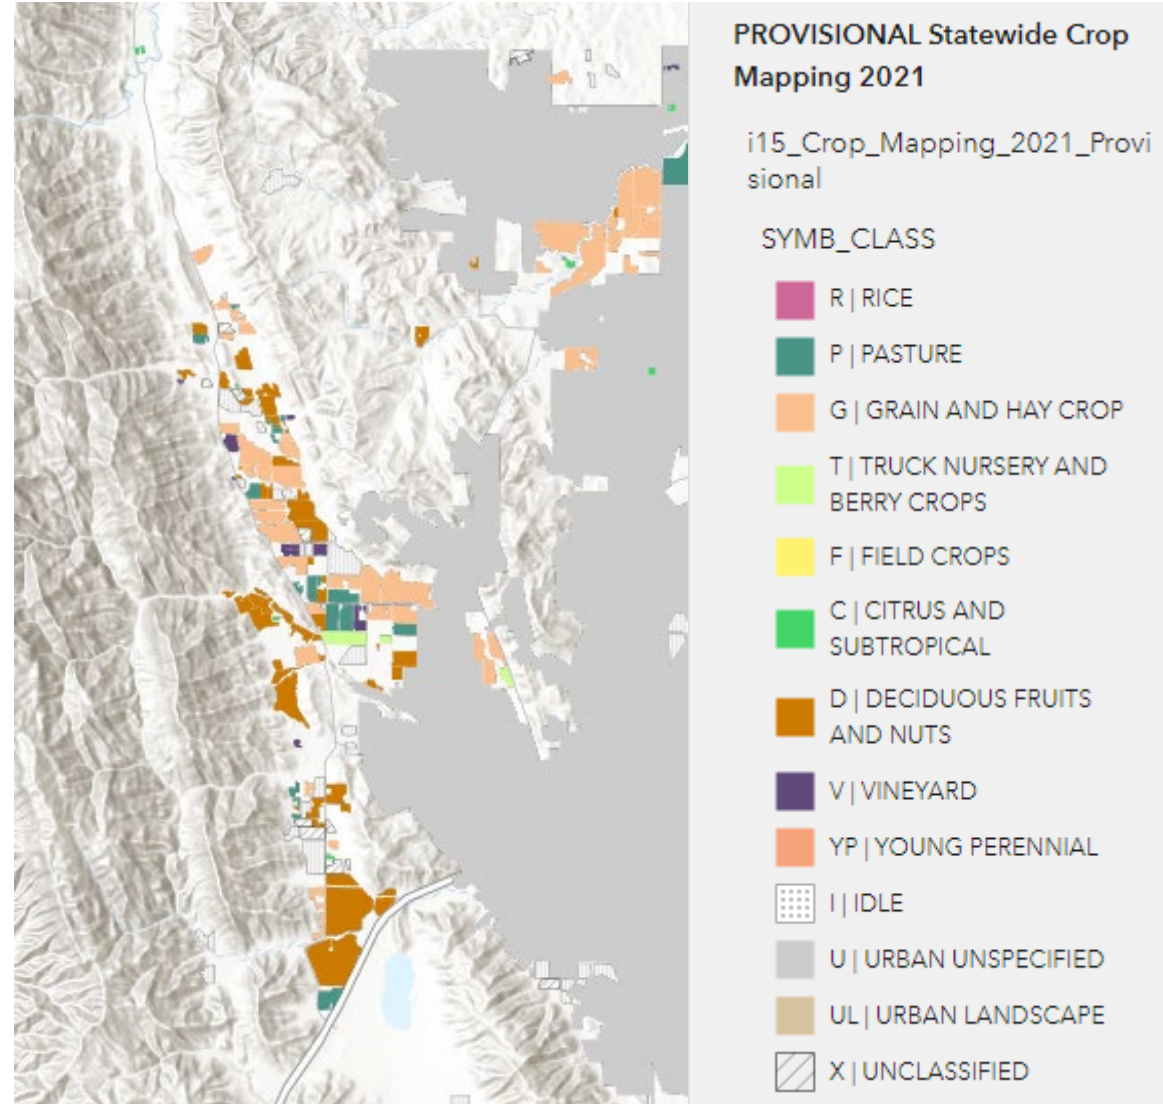 PROVISIONAL Statewide Crop
Mapping 2021
i15_Crop_Mapping_2021_Provi
sional
SYMB_CLASS
R | RICE
P | PASTURE
G | GRAIN AND HAY CROP
T | TRUCK NURSERY AND
BERRY CROPS
F | FIELD CROPS
C | CITRUS AND
SUBTROPICAL
D | DECIDUOUS FRUITS
AND NUTS
V | VINEYARD
YP | YOUNG PERENNIAL
I | IDLE
U | URBAN UNSPECIFIED
UL | URBAN LANDSCAPE
X | UNCLASSIFIED